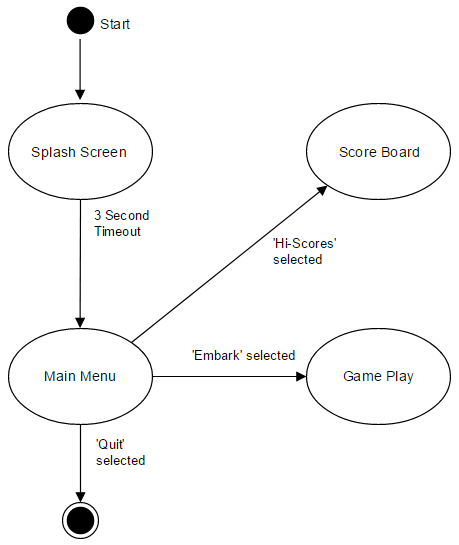 Start
Splash Screen
Score Board
3 Second
Timeout
'Hi-Scores'
selected
'Embark' selected
Main Menu
Game Play
'Quit'
selected